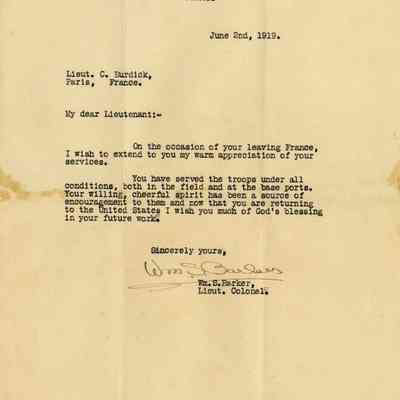 June 2nd, 1919.
Lieut. C. Burdick,
Paris, France.
My dear Lieutenant:-
On the occasion of your leaving France,
I wish to extend to you my warm appreciation of your
services.
You have served the troops under all
conditions, both in the field and at the base ports.
Your willing, cheerful spirit has been a source of
encouragement to them and now that you are returning
to the United States I wish you much of God's blessing
in your future work.
Sincerely yours,
Wm S. Barker
Wm.S.Barker,
Lieut. Colonel.